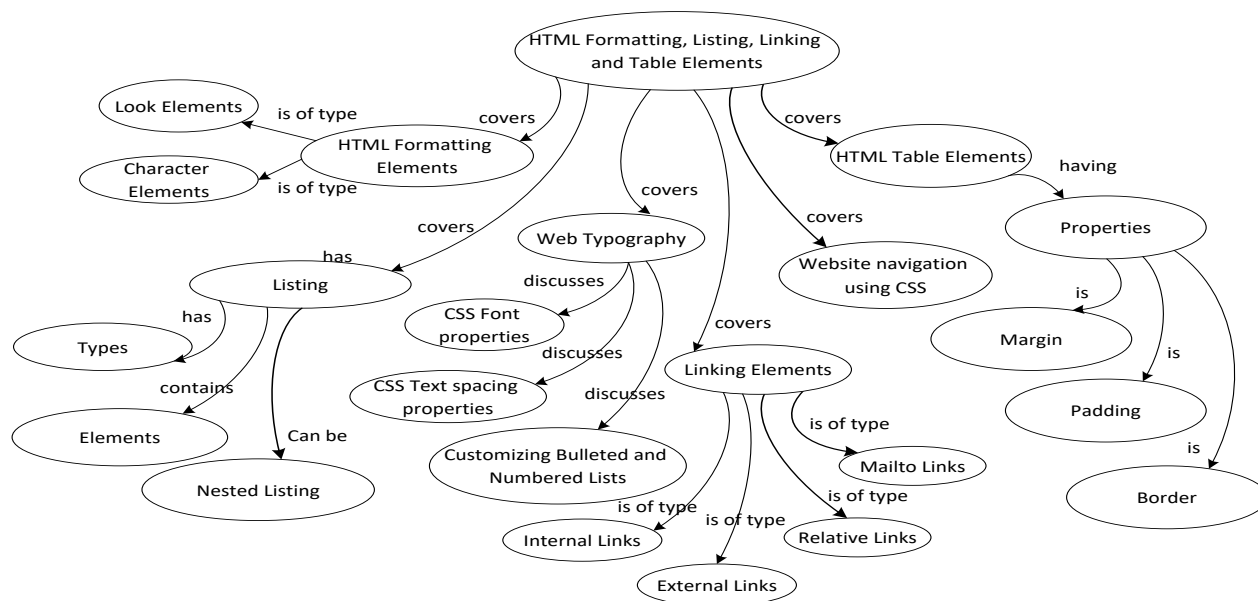 HTML Formatting, Listing, Linking
and Table Elements
Look Elements
is of type
covers
covers
HTML Formatting
Elements
HTML Table Elements
Character
Elements
is of type
having
covers
covers
covers
Properties
Web Typography
has
Listing
Website navigation
using CSS
discusses
is
has
CSS Font
properties
covers
Types
Margin
discusses
is
Linking Elements
contains
CSS Text spacing
properties
discusses
Padding
Elements
Can be
is of type
is
Customizing Bulleted and
Numbered Lists
Mailto Links
Nested Listing
Border
is of type
is of type
is of type
Internal Links
Relative Links
External Links